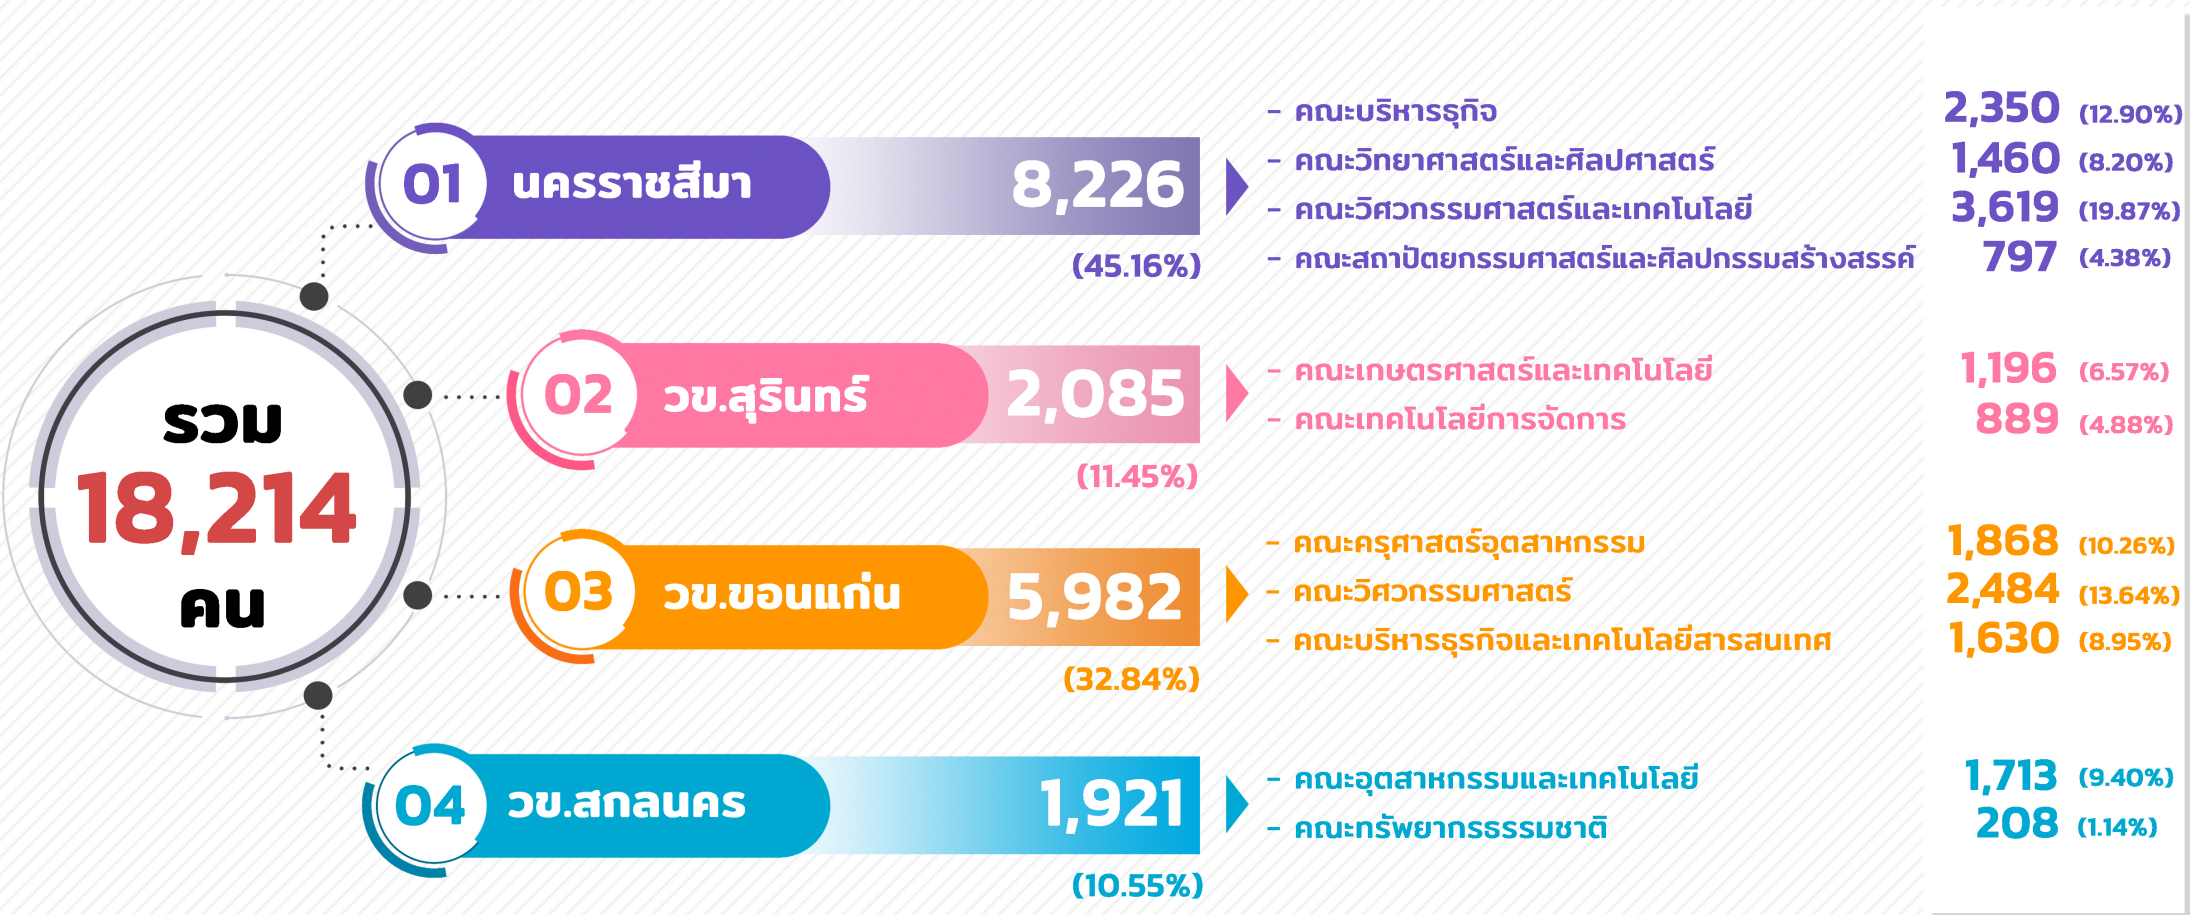 รวม
18,214
คน
01 นครราชสีมา 8,226
(45.16%)
- คณะบริหารธุกิจ 2,350 (12.90%)
- คณะวิทยาศาสตร์และศิลปศาสตร์ 1,460 (8.20%)
- คณะวิศวกรรมศาสตร์และเทคโนโลยี 3,619 (19.87%)
- คณะสถาปัตยกรรมศาสตร์และศิลปกรรมสร้างสรรค์ 797 (4.38%)
02 วข.สุรินทร์ 2,085
(11.45%)
- คณะเกษตรศาสตร์และเทคโนโลยี 1,196 (6.57%)
- คณะเทคโนโลยีการจัดการ 889 (4.88%)
03 วข.ขอนแก่น 5,982
(32.84%)
- คณะครุศาสตร์อุตสาหกรรม 1,868 (10.26%)
- คณะวิศวกรรมศาสตร์ 2,484 (13.64%)
- คณะบริหารธุรกิจและเทคโนโลยีสารสนเทศ 1,630 (8.95%)
04 วข.สกลนคร 1,921
(10.55%)
- คณะอุตสาหกรรมและเทคโนโลยี 1,713 (9.40%)
- คณะทรัพยากรธรรมชาติ 208 (1.14%)